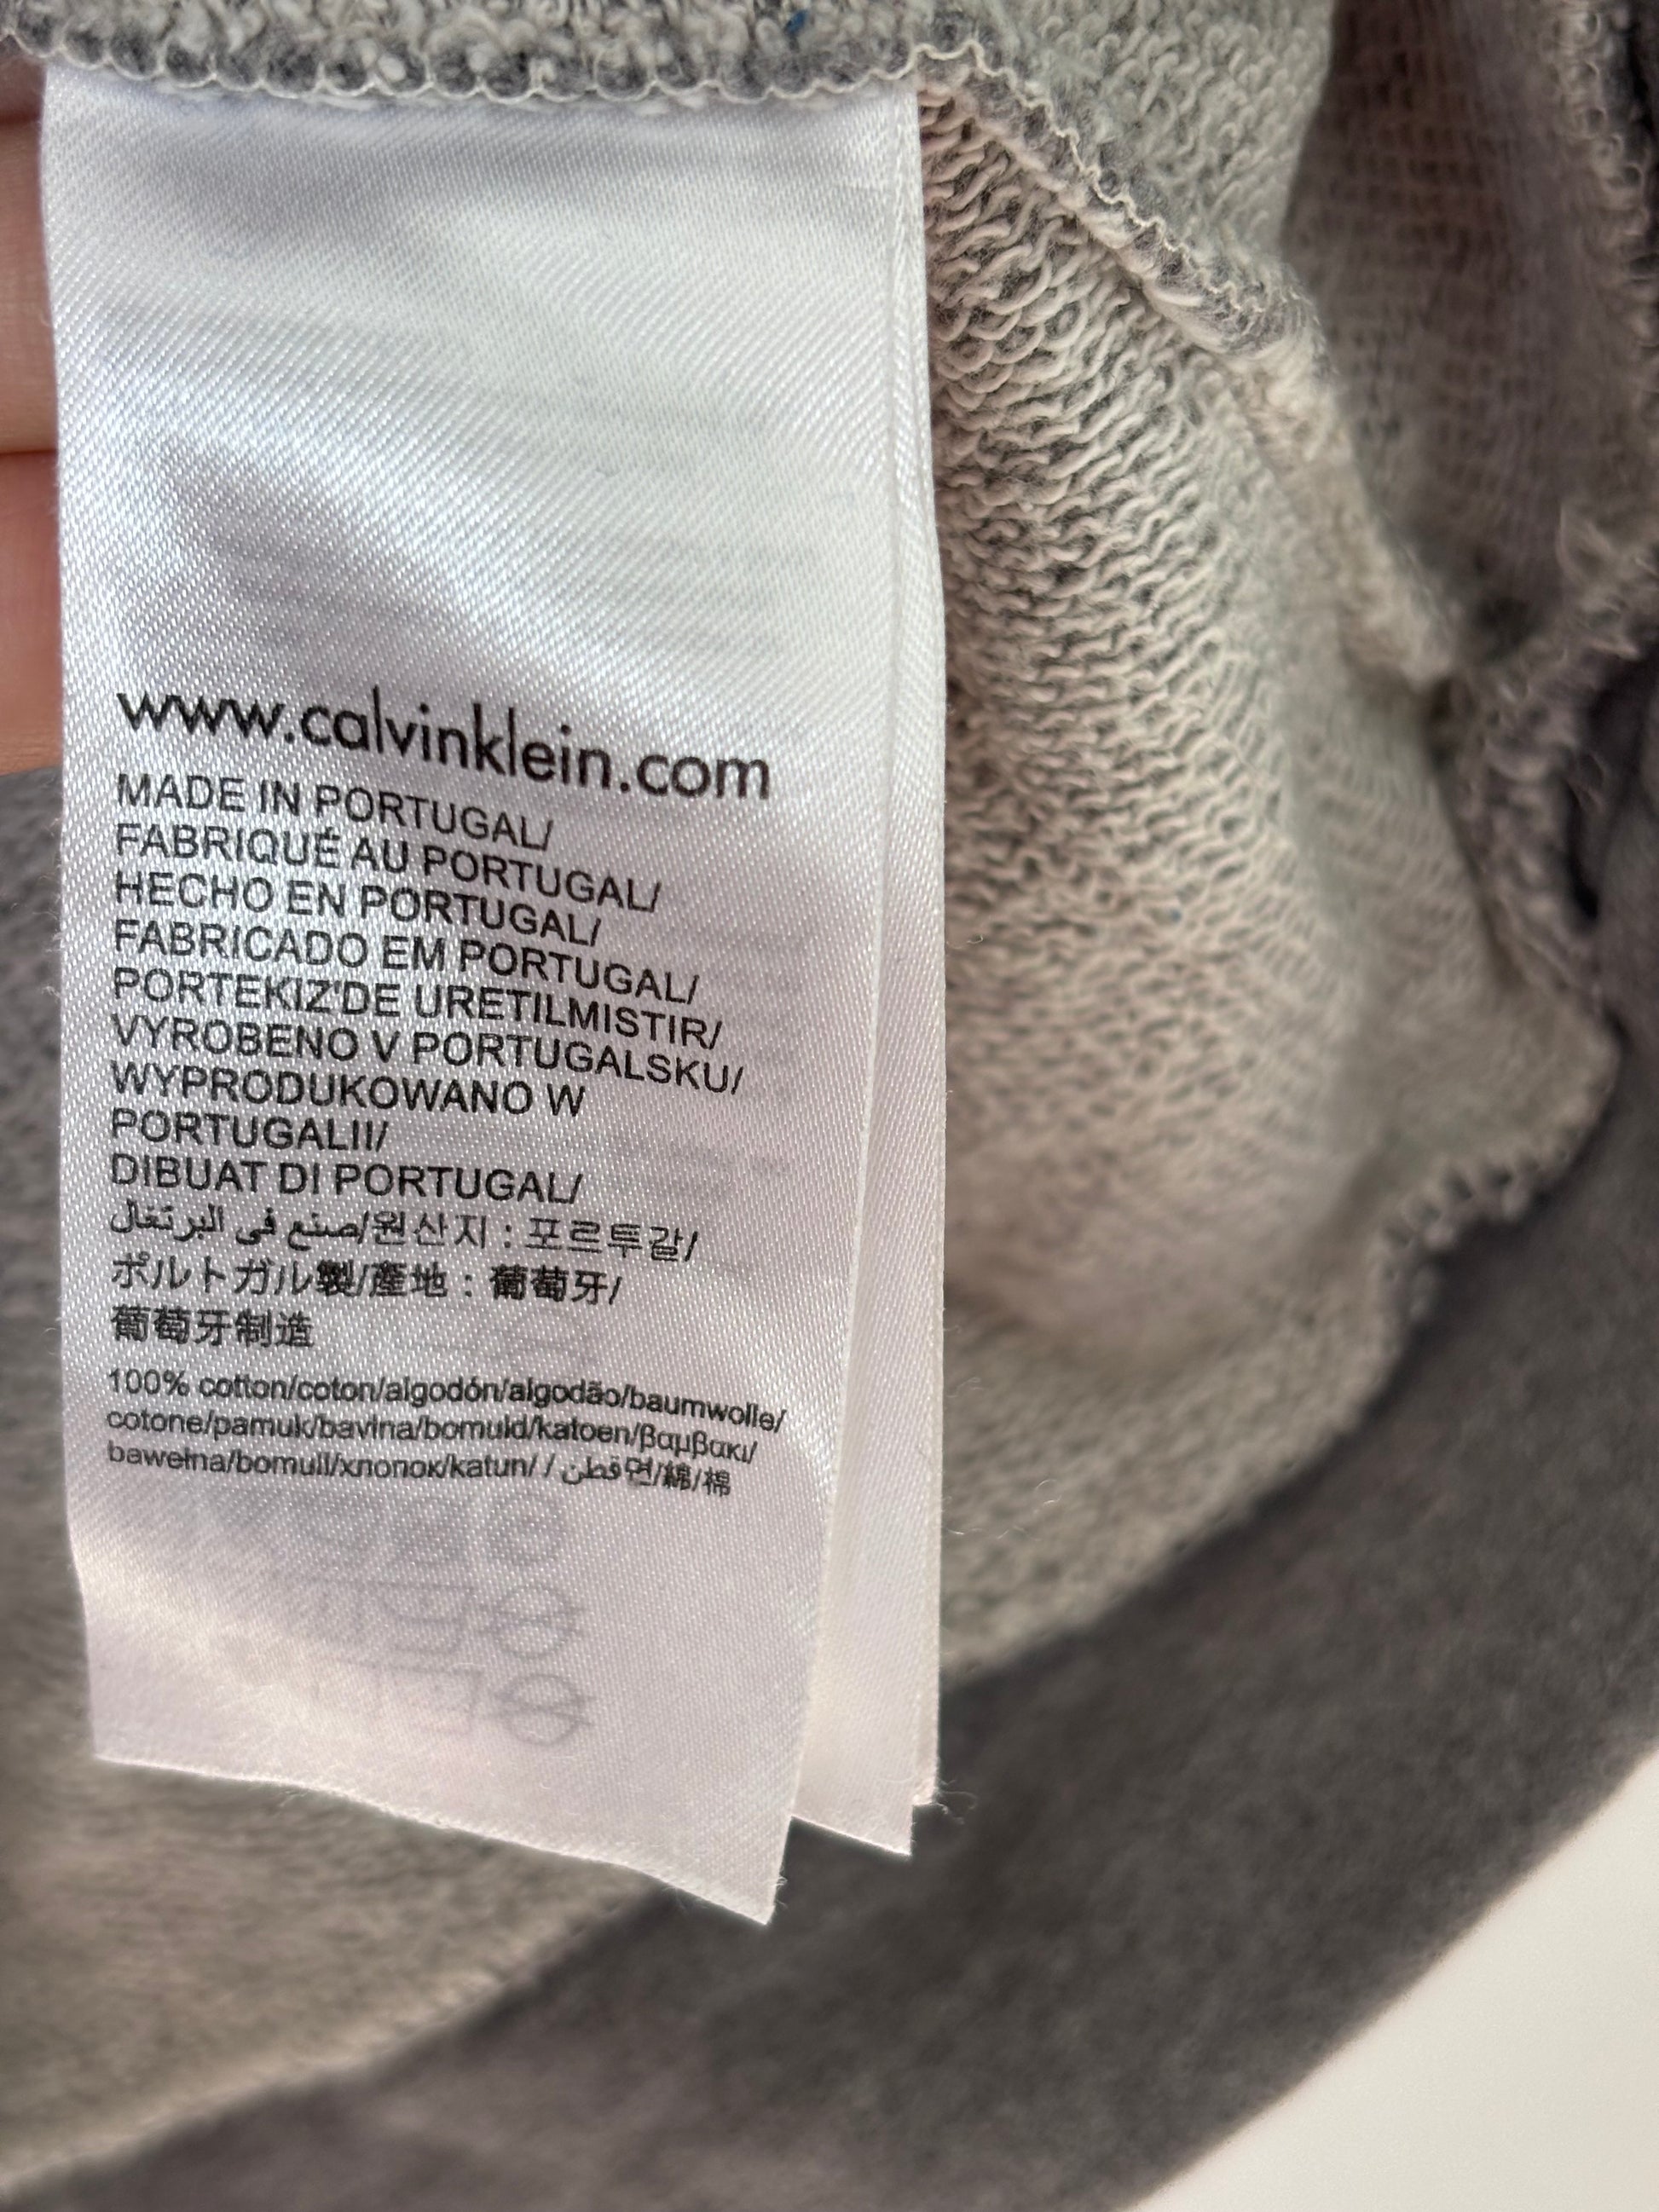 www.calvinklein.com
MADE IN PORTUGAL/
FABRIQUÉ AU PORTUGAL/
HECHO EN PORTUGAL/
FABRICADO EM PORTUGAL/
PORTEKIZ'DE URETILMISTIR/
VYROBENO V PORTUGALSKU/
WYPRODUKOWANO W
PORTUGALII/
DIBUAT DI PORTUGAL/
صنع في البرتغال/원산지 : 포르투갈/
ポルトガル製/產地 : 葡萄牙/
葡萄牙制造
100% cotton/coton/algodón/algodão/baumwolle/
cotone/pamuk/bavlna/bomuld/katoen/βαμβακι/
bawełna/bomull/хлопок/katun/ / قطن면/綿/棉